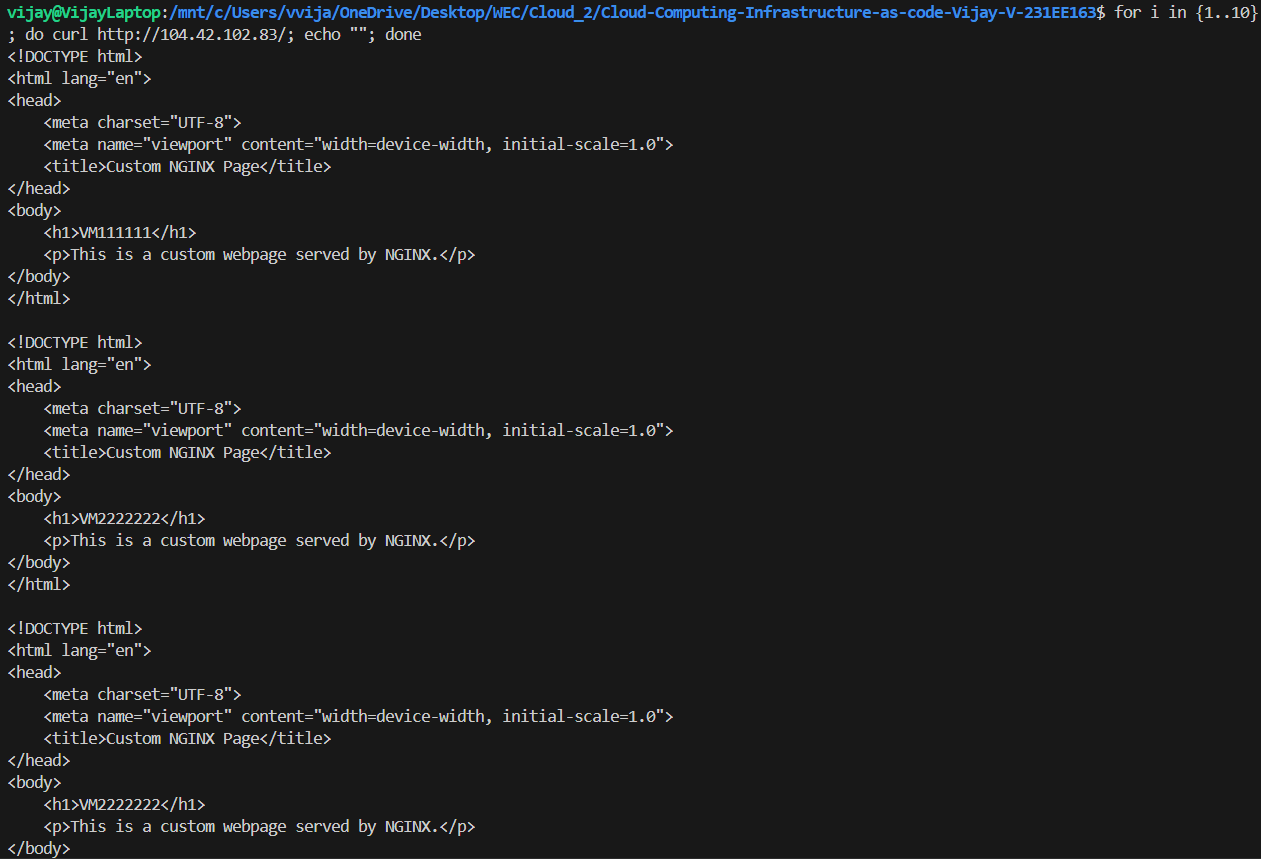 vijay@VijayLaptop:/mnt/c/Users/vvija/OneDrive/Desktop/WEC/Cloud_2/Cloud-Computing-Infrastructure-as-code-Vijay-V-231EE163$ for i in {1..10}
; do curl http://104.42.102.83/; echo ""; done
<!DOCTYPE html>
<html lang="en">
<head>
    <meta charset="UTF-8">
    <meta name="viewport" content="width=device-width, initial-scale=1.0">
    <title>Custom NGINX Page</title>
</head>
<body>
    <h1>VM111111</h1>
    <p>This is a custom webpage served by NGINX.</p>
</body>
</html>

<!DOCTYPE html>
<html lang="en">
<head>
    <meta charset="UTF-8">
    <meta name="viewport" content="width=device-width, initial-scale=1.0">
    <title>Custom NGINX Page</title>
</head>
<body>
    <h1>VM2222222</h1>
    <p>This is a custom webpage served by NGINX.</p>
</body>
</html>

<!DOCTYPE html>
<html lang="en">
<head>
    <meta charset="UTF-8">
    <meta name="viewport" content="width=device-width, initial-scale=1.0">
    <title>Custom NGINX Page</title>
</head>
<body>
    <h1>VM2222222</h1>
    <p>This is a custom webpage served by NGINX.</p>
</body>